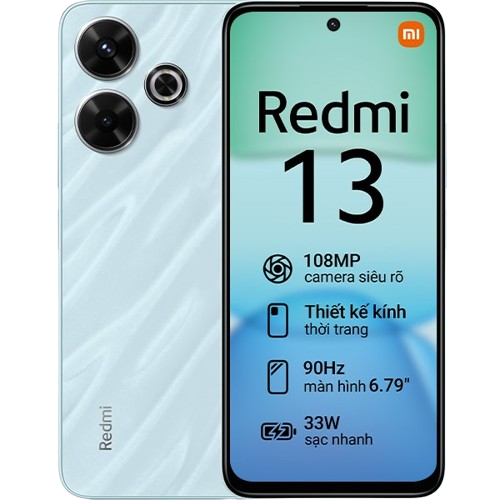 Redmi
13
108MP
camera siêu rõ
Thiết kế kính
thời trang
90Hz
màn hình 6.79"
33W
sạc nhanh
Redmi